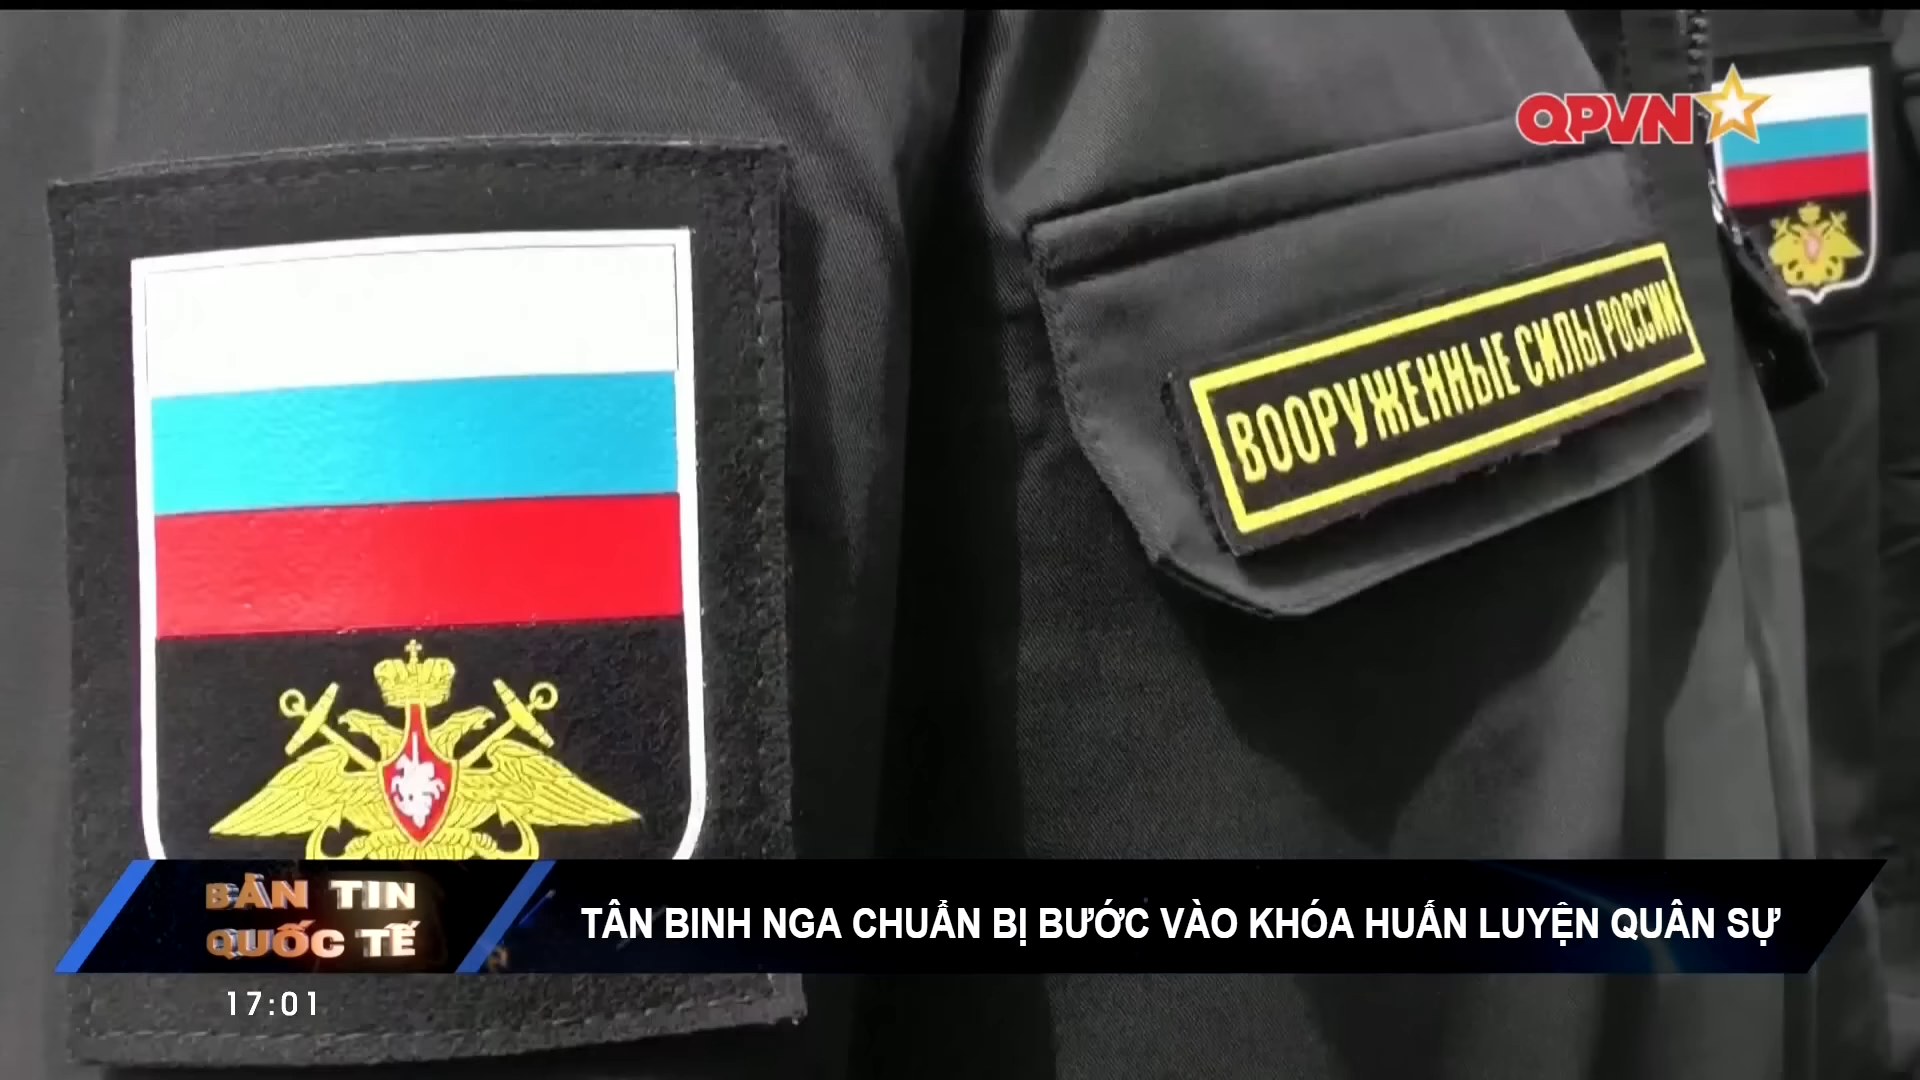 QPVN
ВООРУЖЕННЫЕ СИЛЫ РОССИИ
BẢN TIN
QUỐC TẾ
TÂN BINH NGA CHUẨN BỊ BƯỚC VÀO KHÓA HUẤN LUYỆN QUÂN SỰ
17:01